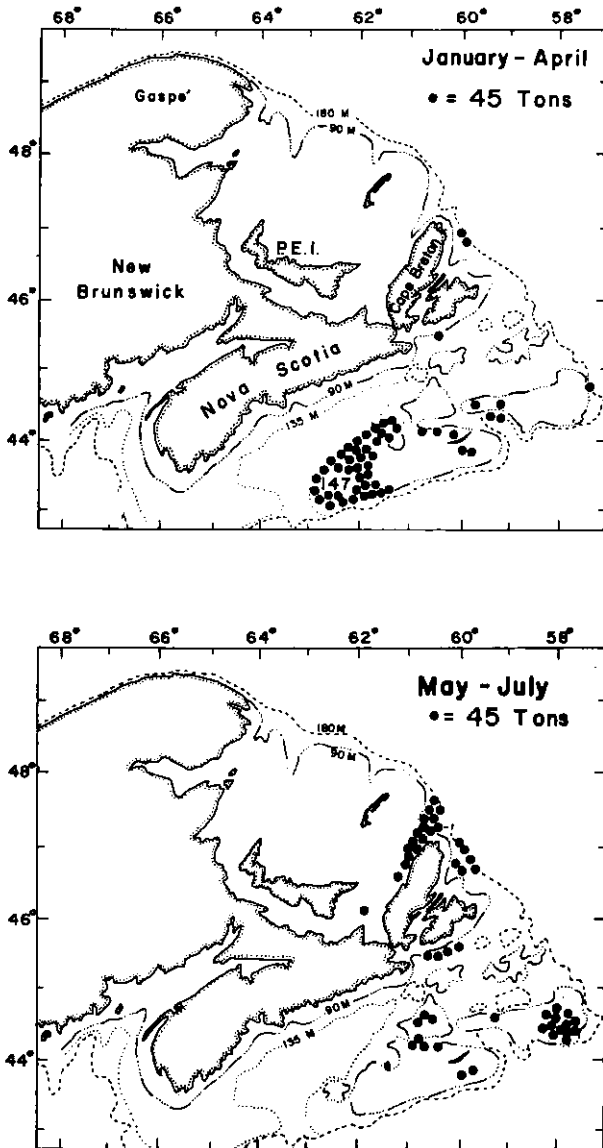 68° 66° 64° 62° 60°
January - April
• = 45 Tons
Gaspe'
180 M
90 M
48°
P.E.I.
New
Brunswick
Cape Breton
46°
Nova Scotia
90 M
135 M
44°
147
68° 66° 64° 62° 60° 58°
May - July
• = 45 Tons
180 M
90 M
48°
46°
90 M
135 M
44°